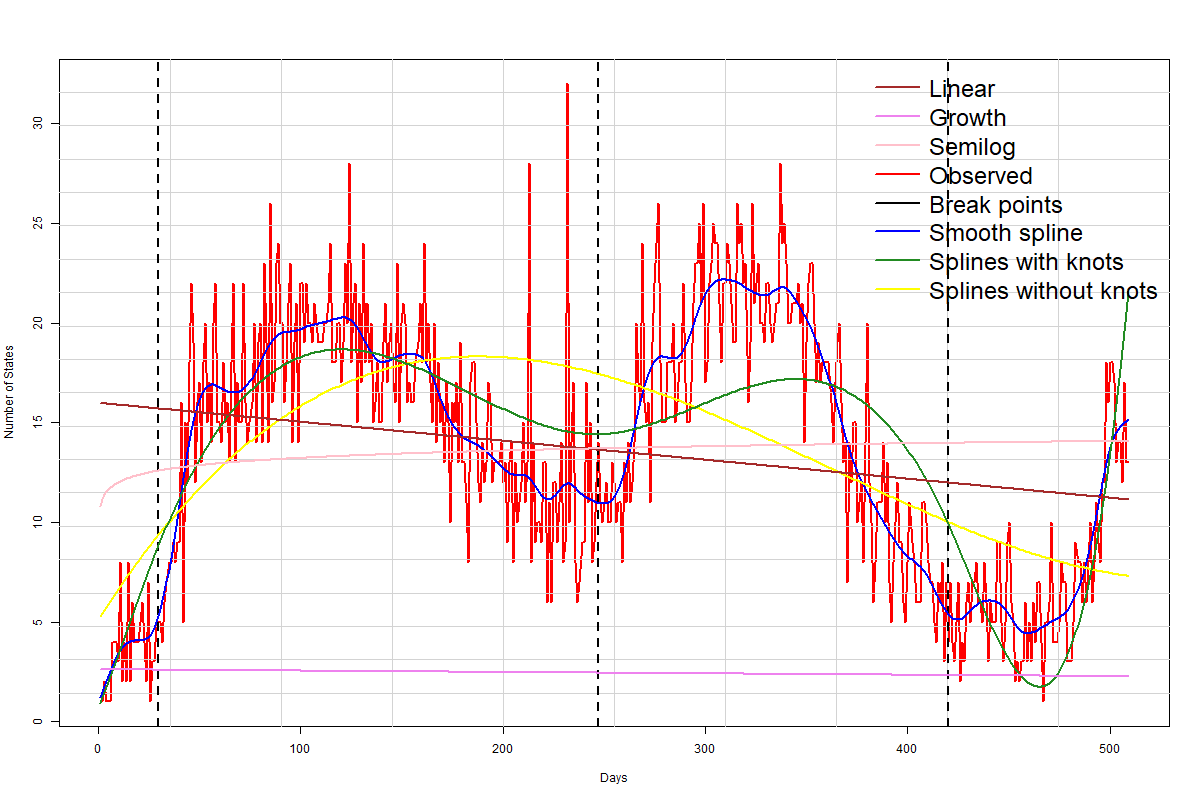 Linear
Growth
Semilog
Observed
Break points
Smooth spline
Splines with knots
Splines without knots
Number of States
30
25
20
15
10
5
0
0 100 200 300 400 500
Days